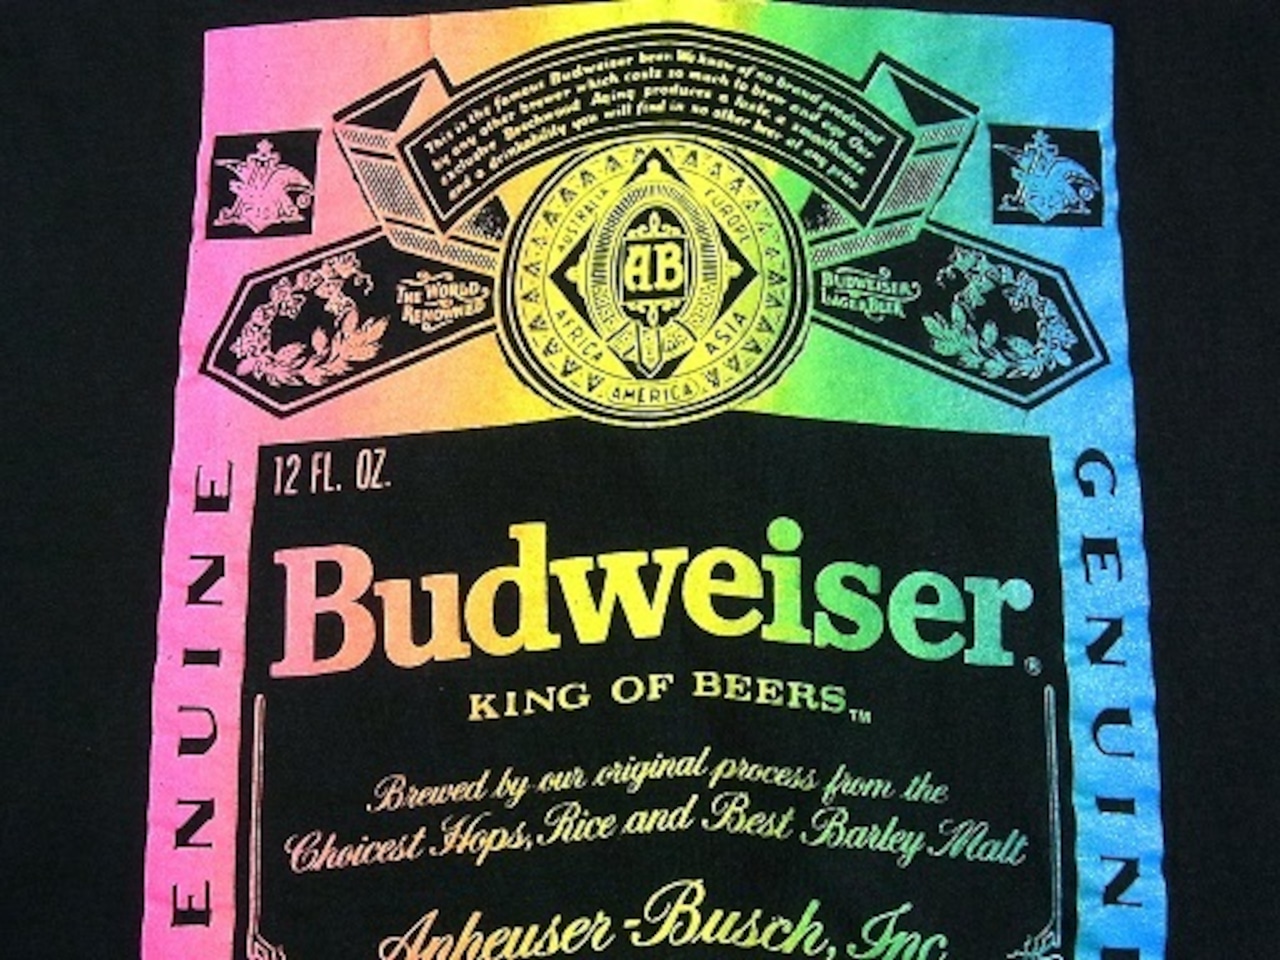 This is the famous Budweiser beer. We know of no brand produced
by any other brewer which costs so much to brew and age. Our
exclusive Beechwood Aging produces a taste, a smoothness
and a drinkability you will find in no other beer at any price.
AUSTRALIA
EUROPE
AB
THE WORLD
RENOWNED
BUDWEISER
LAGER BEER
AFRICA
ASIA
AMERICA
12 FL. OZ.
Budweiser®
KING OF BEERS™
Brewed by our original process from the
Choicest Hops, Rice and Best Barley Malt
Anheuser-Busch, Inc.
ENUINE
GENUIN